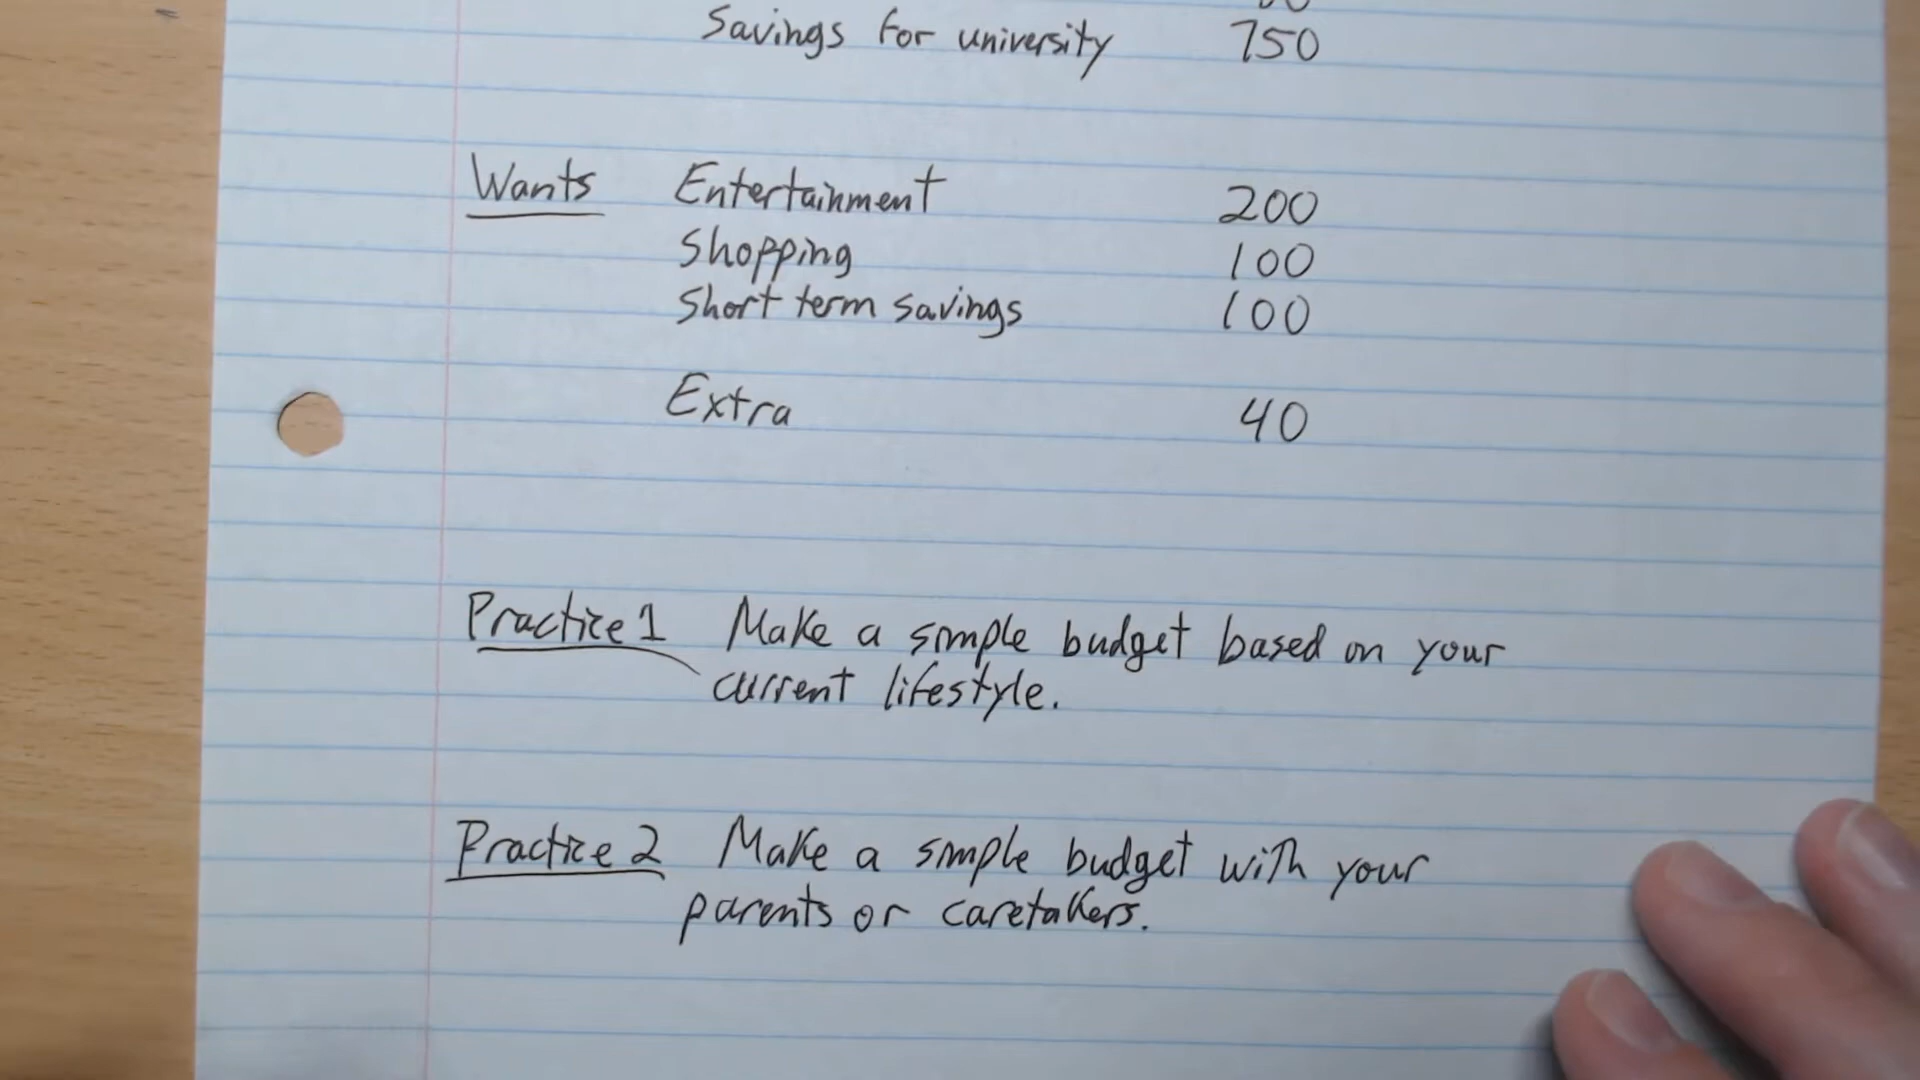 Savings for university 750
Wants Entertainment 200
Shopping 100
Short term savings 100
Extra 40
Practice 1 Make a simple budget based on your
current lifestyle.
Practice 2 Make a simple budget with your
parents or caretakers.